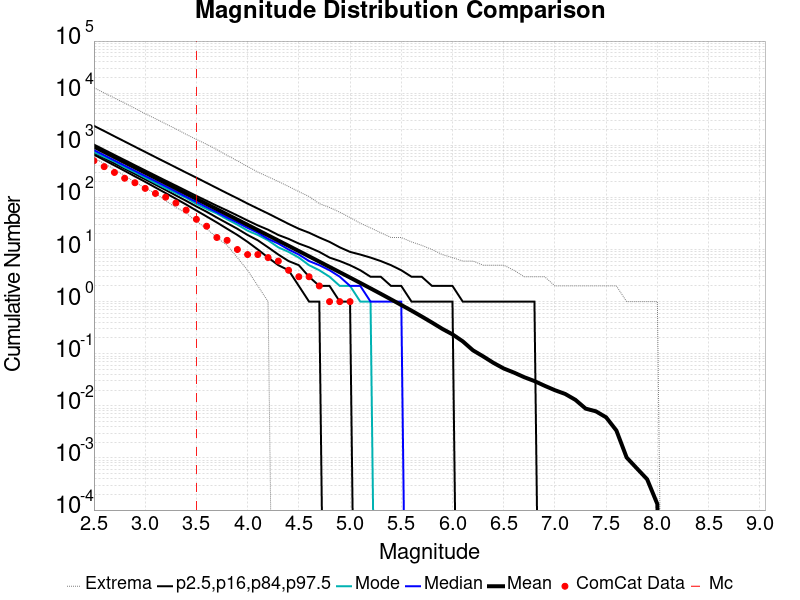 Magnitude Distribution Comparison
10^5
10^4
10^3
10^2
10^1
10^0
10^-1
10^-2
10^-3
10^-4
Cumulative Number
2.5 3.0 3.5 4.0 4.5 5.0 5.5 6.0 6.5 7.0 7.5 8.0 8.5 9.0
Magnitude
Extrema p2.5,p16,p84,p97.5 Mode Median Mean ComCat Data Mc